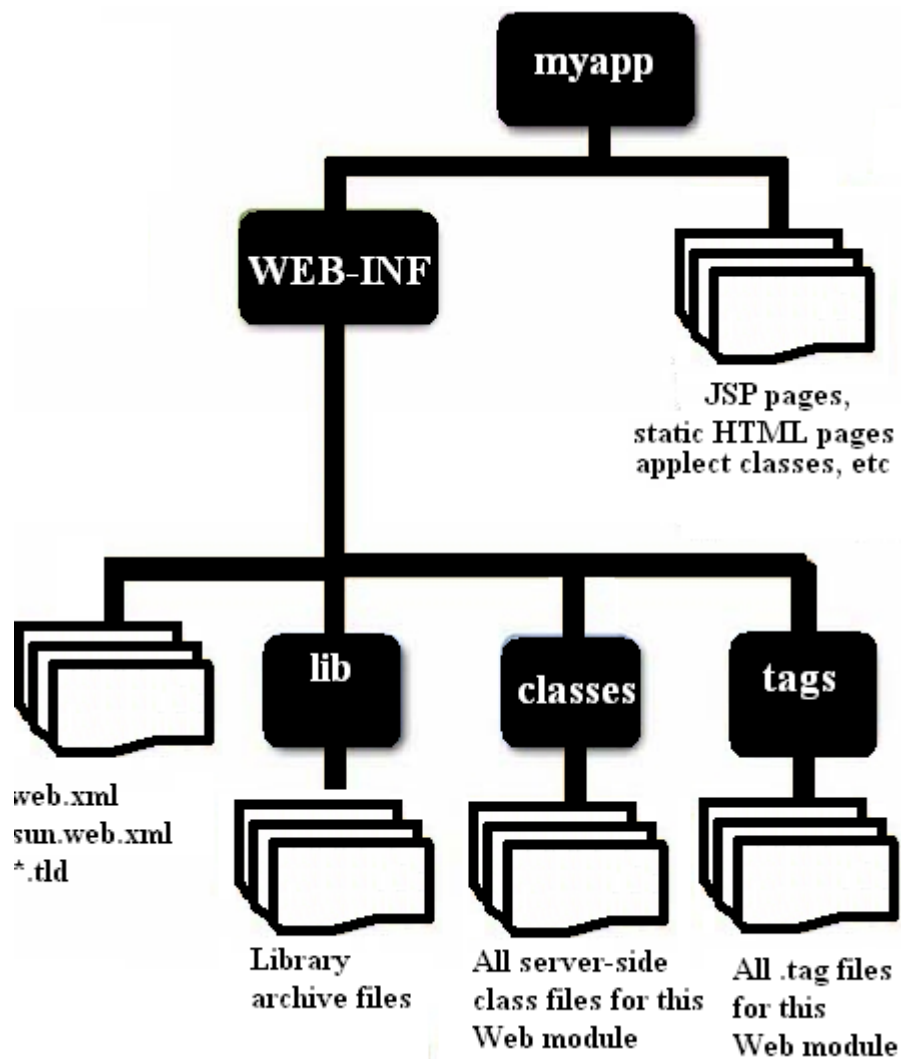 myapp
WEB-INF
JSP pages,
static HTML pages
applect classes, etc
lib
classes
tags
web.xml
sun.web.xml
*.tld
Library
archive files
All server-side
class files for this
Web module
All .tag files
for this
Web module